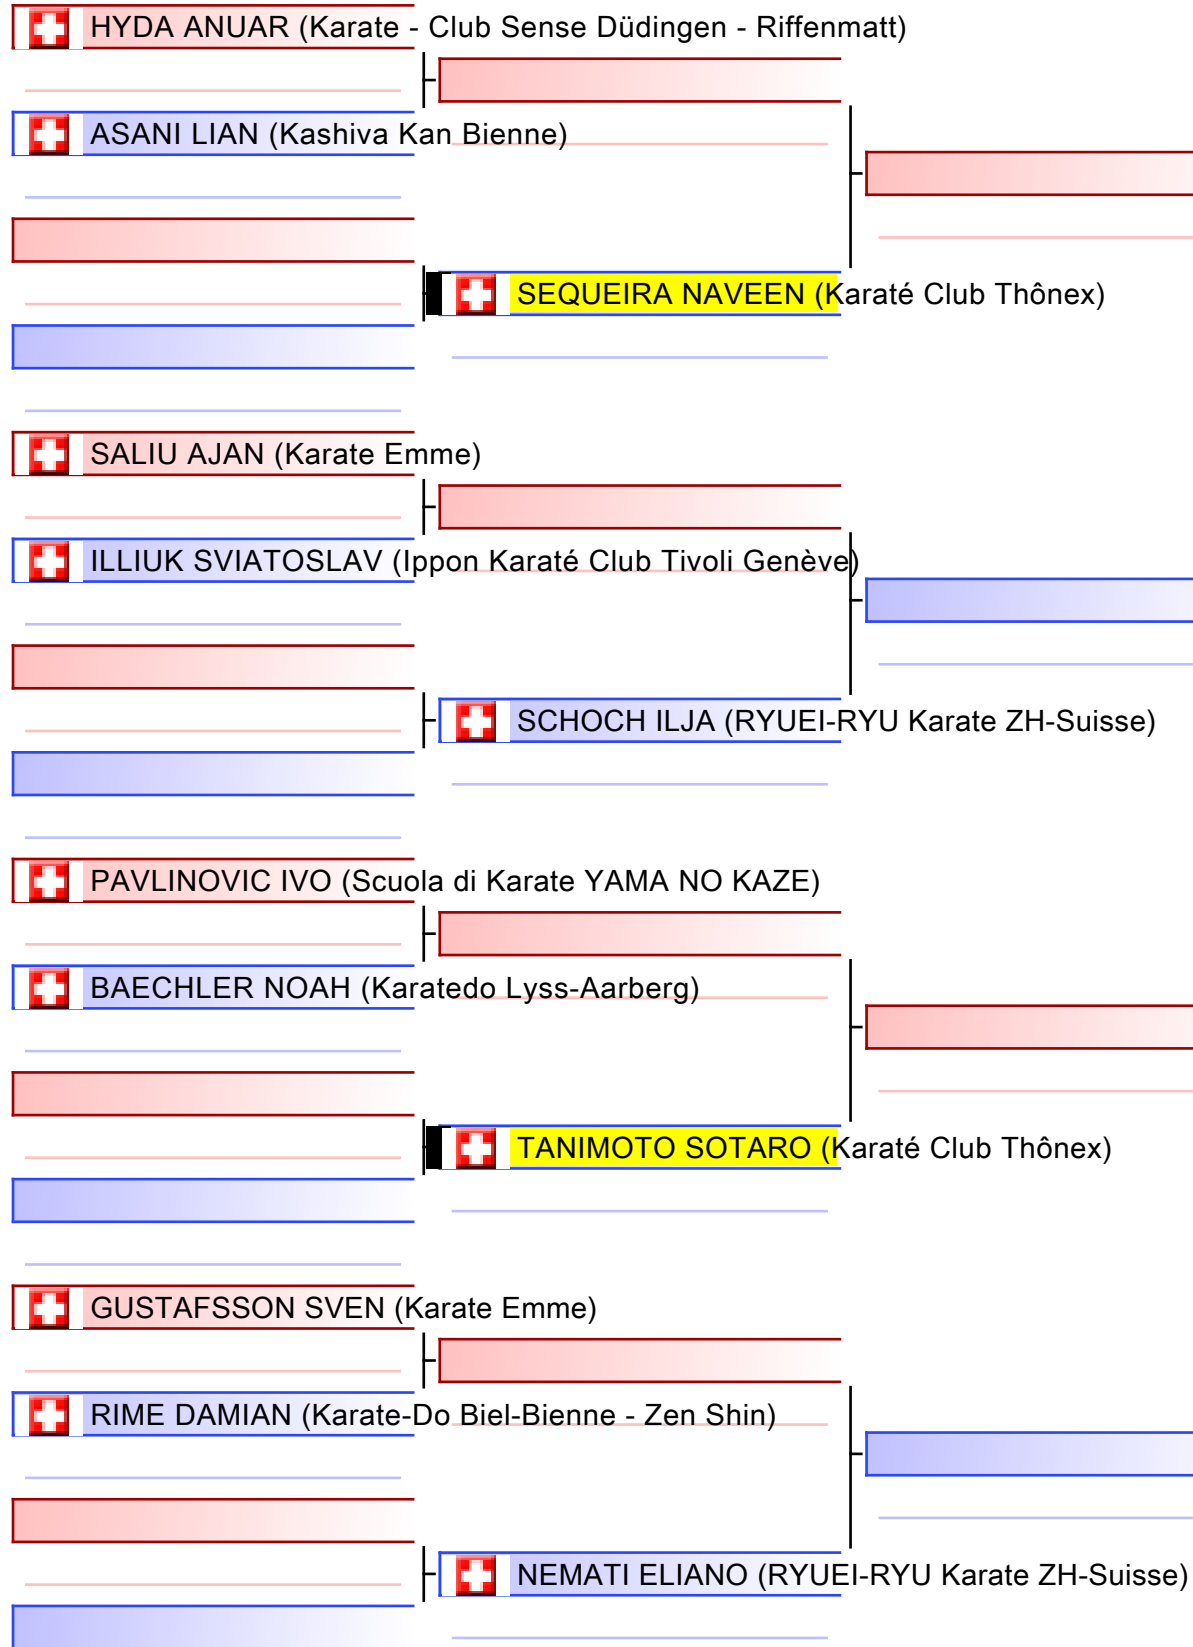 HYDA ANUAR (Karate - Club Sense Düdingen - Riffenmatt)
ASANI LIAN (Kashiva Kan Bienne)
SEQUEIRA NAVEEN (Karaté Club Thônex)
SALIU AJAN (Karate Emme)
ILLIUK SVIATOSLAV (Ippon Karaté Club Tivoli Genève)
SCHOCH ILJA (RYUEI-RYU Karate ZH-Suisse)
PAVLINOVIC IVO (Scuola di Karate YAMA NO KAZE)
BAECHLER NOAH (Karatedo Lyss-Aarberg)
TANIMOTO SOTARO (Karaté Club Thônex)
GUSTAFSSON SVEN (Karate Emme)
RIME DAMIAN (Karate-Do Biel-Bienne - Zen Shin)
NEMATI ELIANO (RYUEI-RYU Karate ZH-Suisse)